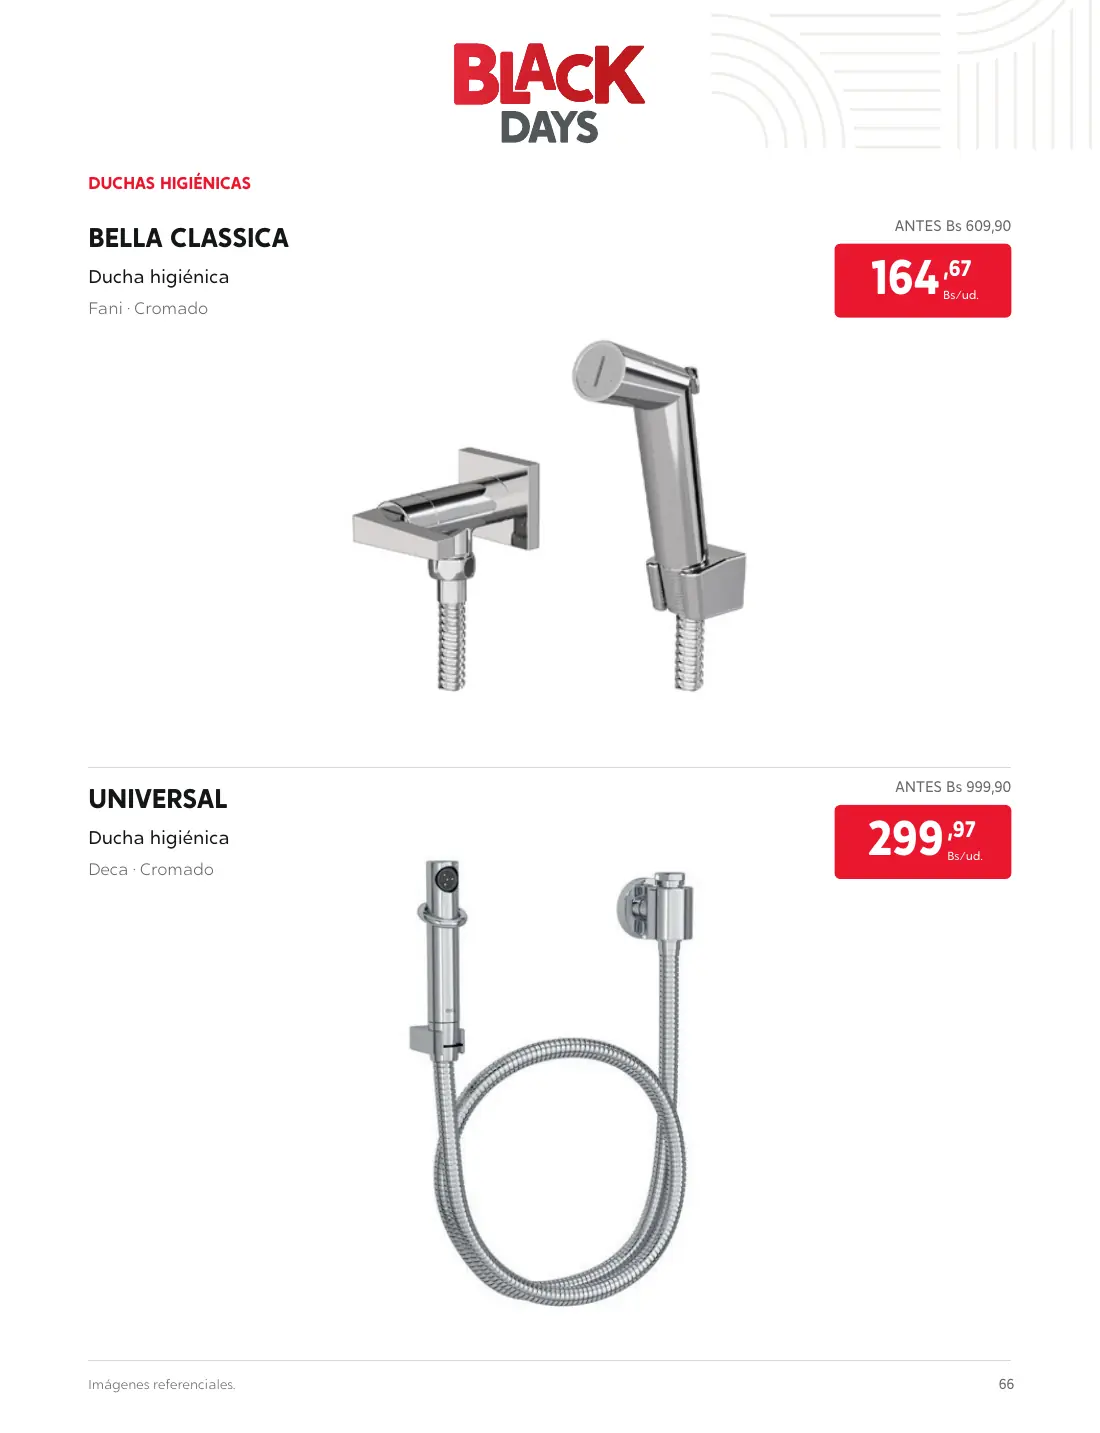 BLACK
DAYS
DUCHAS HIGIÉNICAS
BELLA CLASSICA
Ducha higiénica
Fani · Cromado
ANTES Bs 609,90
164,67
Bs/ud.
UNIVERSAL
Ducha higiénica
Deca · Cromado
ANTES Bs 999,90
299,97
Bs/ud.
Imágenes referenciales.
66